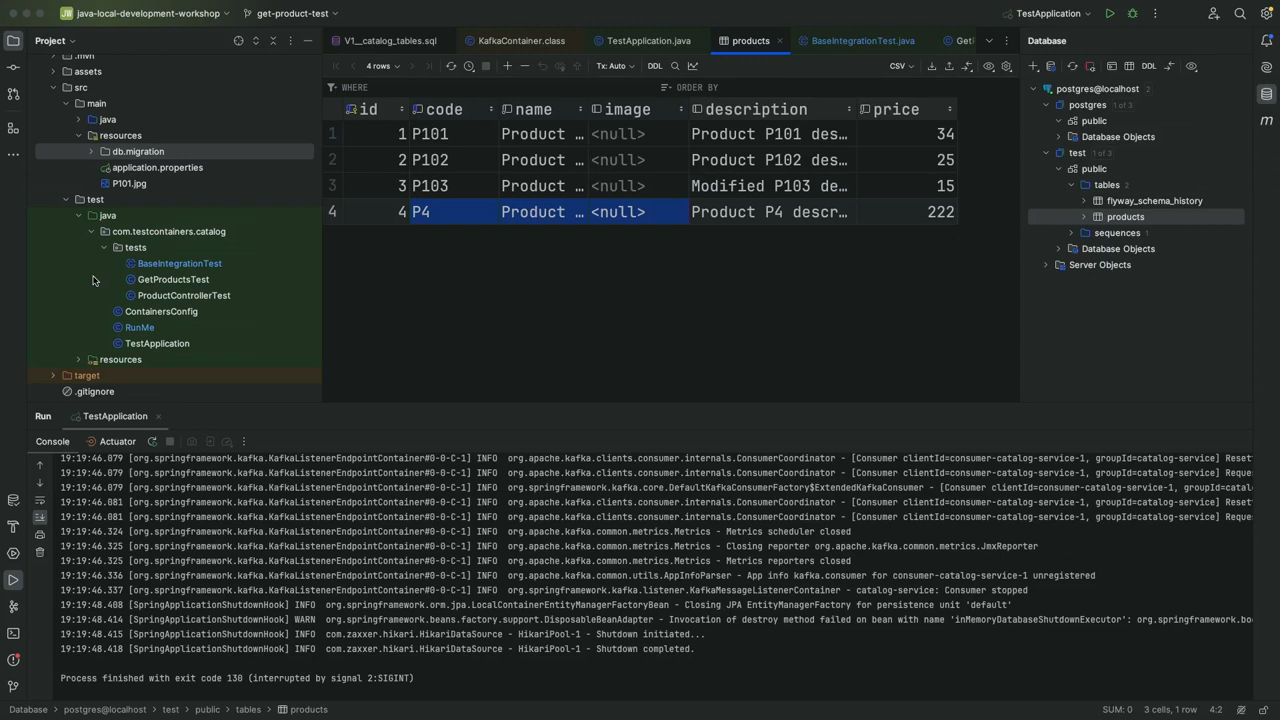 java-local-development-workshop
get-product-test
TestApplication
Project
V1__catalog_tables.sql
KafkaContainer.class
TestApplication.java
products
BaseIntegrationTest.java
Get
Database
.mvn
assets
src
main
java
resources
db.migration
application.properties
P101.jpg
test
java
com.testcontainers.catalog
tests
BaseIntegrationTest
GetProductsTest
ProductControllerTest
ContainersConfig
RunMe
TestApplication
resources
target
.gitignore
4 rows
Tx: Auto
DDL
CSV
WHERE
ORDER BY
id code name image description price
1 1 P101 Product ... <null> Product P101 des… 34
2 2 P102 Product ... <null> Product P102 des… 25
3 3 P103 Product ... <null> Modified P103 de… 15
4 4 P4 Product ... <null> Product P4 descr… 222
DDL
postgres@localhost 2
postgres 1 of 3
public
Database Objects
test 1 of 3
public
tables 2
flyway_schema_history
products
sequences 1
Database Objects
Server Objects
Run
TestApplication
Console
Actuator
19:19:46.079 [org.springframework.kafka.KafkaListenerEndpointContainer#0-0-C-1] INFO org.apache.kafka.clients.consumer.internals.ConsumerCoordinator - [Consumer clientId=consumer-catalog-service-1, groupId=catalog-service] Reset
19:19:46.079 [org.springframework.kafka.KafkaListenerEndpointContainer#0-0-C-1] INFO org.apache.kafka.clients.consumer.internals.ConsumerCoordinator - [Consumer clientId=consumer-catalog-service-1, groupId=catalog-service] Reque
19:19:46.079 [org.springframework.kafka.KafkaListenerEndpointContainer#0-0-C-1] INFO org.springframework.kafka.core.DefaultKafkaConsumerFactory$ExtendedKafkaConsumer - [Consumer clientId=consumer-catalog-service-1, groupId=catal
19:19:46.081 [org.springframework.kafka.KafkaListenerEndpointContainer#0-0-C-1] INFO org.apache.kafka.clients.consumer.internals.ConsumerCoordinator - [Consumer clientId=consumer-catalog-service-1, groupId=catalog-service] Reset
19:19:46.081 [org.springframework.kafka.KafkaListenerEndpointContainer#0-0-C-1] INFO org.apache.kafka.clients.consumer.internals.ConsumerCoordinator - [Consumer clientId=consumer-catalog-service-1, groupId=catalog-service] Reque
19:19:46.324 [org.springframework.kafka.KafkaListenerEndpointContainer#0-0-C-1] INFO org.apache.kafka.common.metrics.Metrics - Metrics scheduler closed
19:19:46.325 [org.springframework.kafka.KafkaListenerEndpointContainer#0-0-C-1] INFO org.apache.kafka.common.metrics.Metrics - Closing reporter org.apache.kafka.common.metrics.JmxReporter
19:19:46.325 [org.springframework.kafka.KafkaListenerEndpointContainer#0-0-C-1] INFO org.apache.kafka.common.metrics.Metrics - Metrics reporters closed
19:19:46.336 [org.springframework.kafka.KafkaListenerEndpointContainer#0-0-C-1] INFO org.apache.kafka.common.utils.AppInfoParser - App info kafka.consumer for consumer-catalog-service-1 unregistered
19:19:46.337 [org.springframework.kafka.KafkaListenerEndpointContainer#0-0-C-1] INFO org.springframework.kafka.listener.KafkaMessageListenerContainer - catalog-service: Consumer stopped
19:19:48.408 [SpringApplicationShutdownHook] INFO org.springframework.orm.jpa.LocalContainerEntityManagerFactoryBean - Closing JPA EntityManagerFactory for persistence unit 'default'
19:19:48.414 [SpringApplicationShutdownHook] WARN org.springframework.beans.factory.support.DisposableBeanAdapter - Invocation of destroy method failed on bean with name 'inMemoryDatabaseShutdownExecutor': org.springframework.bo
19:19:48.415 [SpringApplicationShutdownHook] INFO com.zaxxer.hikari.HikariDataSource - HikariPool-1 - Shutdown initiated...
19:19:48.418 [SpringApplicationShutdownHook] INFO com.zaxxer.hikari.HikariDataSource - HikariPool-1 - Shutdown completed.
Process finished with exit code 130 (interrupted by signal 2:SIGINT)
Database > postgres@localhost > test > public > tables > products
SUM: 0 3 cells, 1 row 4:2